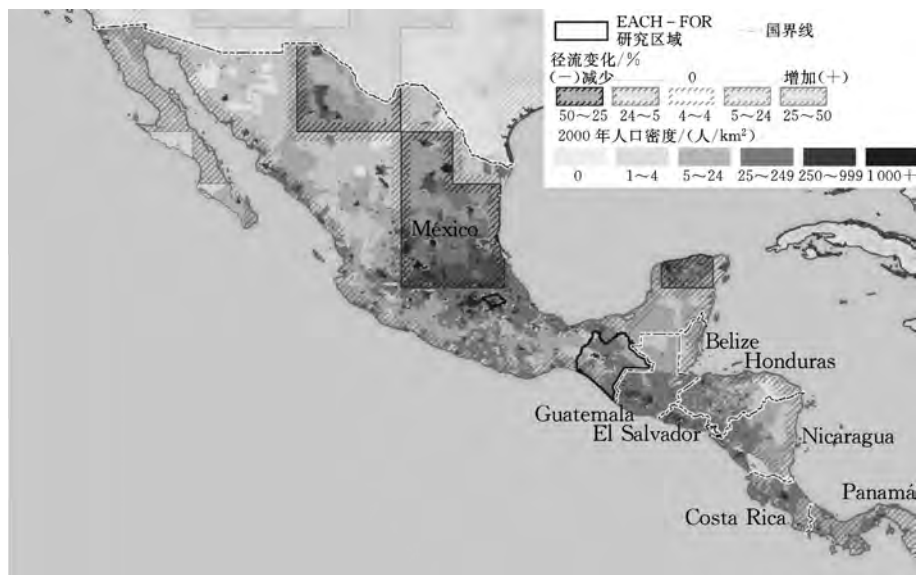 EACH-FOR
研究区域
国界线
径流变化/%
(一)减少 0 增加(+)
50~25 24~5 4~4 5~24 25~50
2000 年人口密度/(人/km²)
0 1~4 5~24 25~249 250~999 1000+
México
Belize
Honduras
Guatemala
El Salvador
Nicaragua
Panamá
Costa Rica